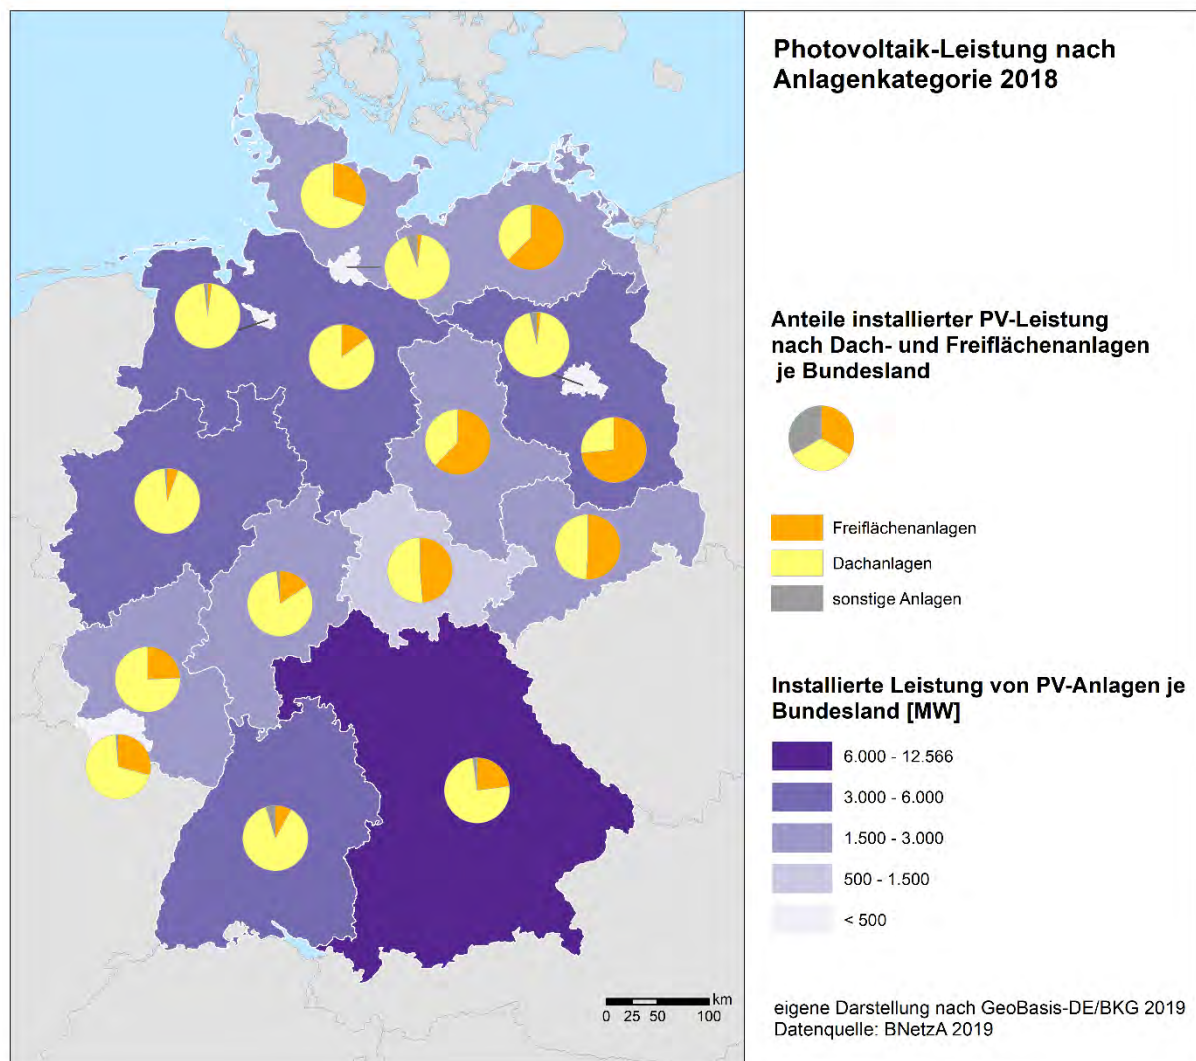 Photovoltaik-Leistung nach
Anlagenkategorie 2018
Anteile installierter PV-Leistung
nach Dach- und Freiflächenanlagen
je Bundesland
Freiflächenanlagen
Dachanlagen
sonstige Anlagen
Installierte Leistung von PV-Anlagen je
Bundesland [MW]
6.000 - 12.566
3.000 - 6.000
1.500 - 3.000
500 - 1.500
< 500
km
0 25 50 100
eigene Darstellung nach GeoBasis-DE/BKG 2019
Datenquelle: BNetzA 2019